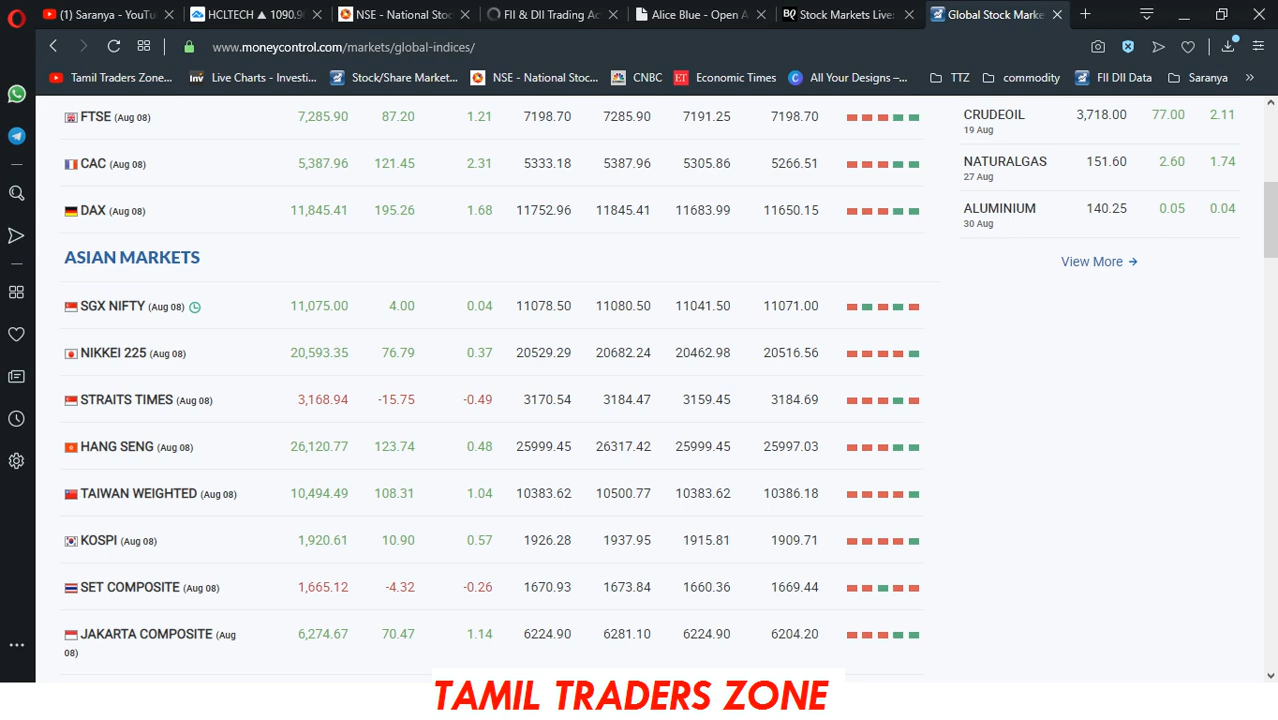 (1) Saranya - YouTu
HCLTECH ▲ 1090.9
NSE - National Stoc
FII & DII Trading Ac
Alice Blue - Open A
BQ Stock Markets Live:
Global Stock Marke
www.moneycontrol.com/markets/global-indices/
Tamil Traders Zone...
Inv Live Charts - Investi...
Stock/Share Market...
NSE - National Stoc...
CNBC
ET Economic Times
C All Your Designs –...
TTZ
commodity
FII DII Data
Saranya
»
FTSE (Aug 08) 7,285.90 87.20 1.21 7198.70 7285.90 7191.25 7198.70
CAC (Aug 08) 5,387.96 121.45 2.31 5333.18 5387.96 5305.86 5266.51
DAX (Aug 08) 11,845.41 195.26 1.68 11752.96 11845.41 11683.99 11650.15
ASIAN MARKETS
SGX NIFTY (Aug 08) 11,075.00 4.00 0.04 11078.50 11080.50 11041.50 11071.00
NIKKEI 225 (Aug 08) 20,593.35 76.79 0.37 20529.29 20682.24 20462.98 20516.56
STRAITS TIMES (Aug 08) 3,168.94 -15.75 -0.49 3170.54 3184.47 3159.45 3184.69
HANG SENG (Aug 08) 26,120.77 123.74 0.48 25999.45 26317.42 25999.45 25997.03
TAIWAN WEIGHTED (Aug 08) 10,494.49 108.31 1.04 10383.62 10500.77 10383.62 10386.18
KOSPI (Aug 08) 1,920.61 10.90 0.57 1926.28 1937.95 1915.81 1909.71
SET COMPOSITE (Aug 08) 1,665.12 -4.32 -0.26 1670.93 1673.84 1660.36 1669.44
JAKARTA COMPOSITE (Aug 6,274.67 70.47 1.14 6224.90 6281.10 6224.90 6204.20
08)
CRUDEOIL 3,718.00 77.00 2.11
19 Aug
NATURALGAS 151.60 2.60 1.74
27 Aug
ALUMINIUM 140.25 0.05 0.04
30 Aug
View More →
TAMIL TRADERS ZONE